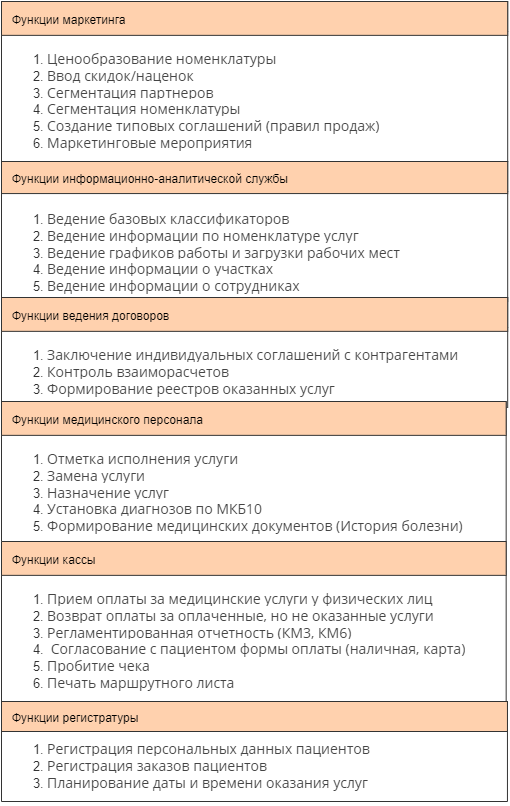 Функции маркетинга
1. Ценообразование номенклатуры
2. Ввод скидок/наценок
3. Сегментация партнеров
4. Сегментация номенклатуры
5. Создание типовых соглашений (правил продаж)
6. Маркетинговые мероприятия
Функции информационно-аналитической службы
1. Ведение базовых классификаторов
2. Ведение информации по номенклатуре услуг
3. Ведение графиков работы и загрузки рабочих мест
4. Ведение информации о участках
5. Ведение информации о сотрудниках
Функции ведения договоров
1. Заключение индивидуальных соглашений с контрагентами
2. Контроль взаиморасчетов
3. Формирование реестров оказанных услуг
Функции медицинского персонала
1. Отметка исполнения услуги
2. Замена услуги
3. Назначение услуг
4. Установка диагнозов по МКБ10
5. Формирование медицинских документов (История болезни)
Функции кассы
1. Прием оплаты за медицинские услуги у физических лиц
2. Возврат оплаты за оплаченные, но не оказанные услуги
3. Регламентированная отчетность (КМ3, КМ6)
4. Согласование с пациентом формы оплаты (наличная, карта)
5. Пробитие чека
6. Печать маршрутного листа
Функции регистратуры
1. Регистрация персональных данных пациентов
2. Регистрация заказов пациентов
3. Планирование даты и времени оказания услуг